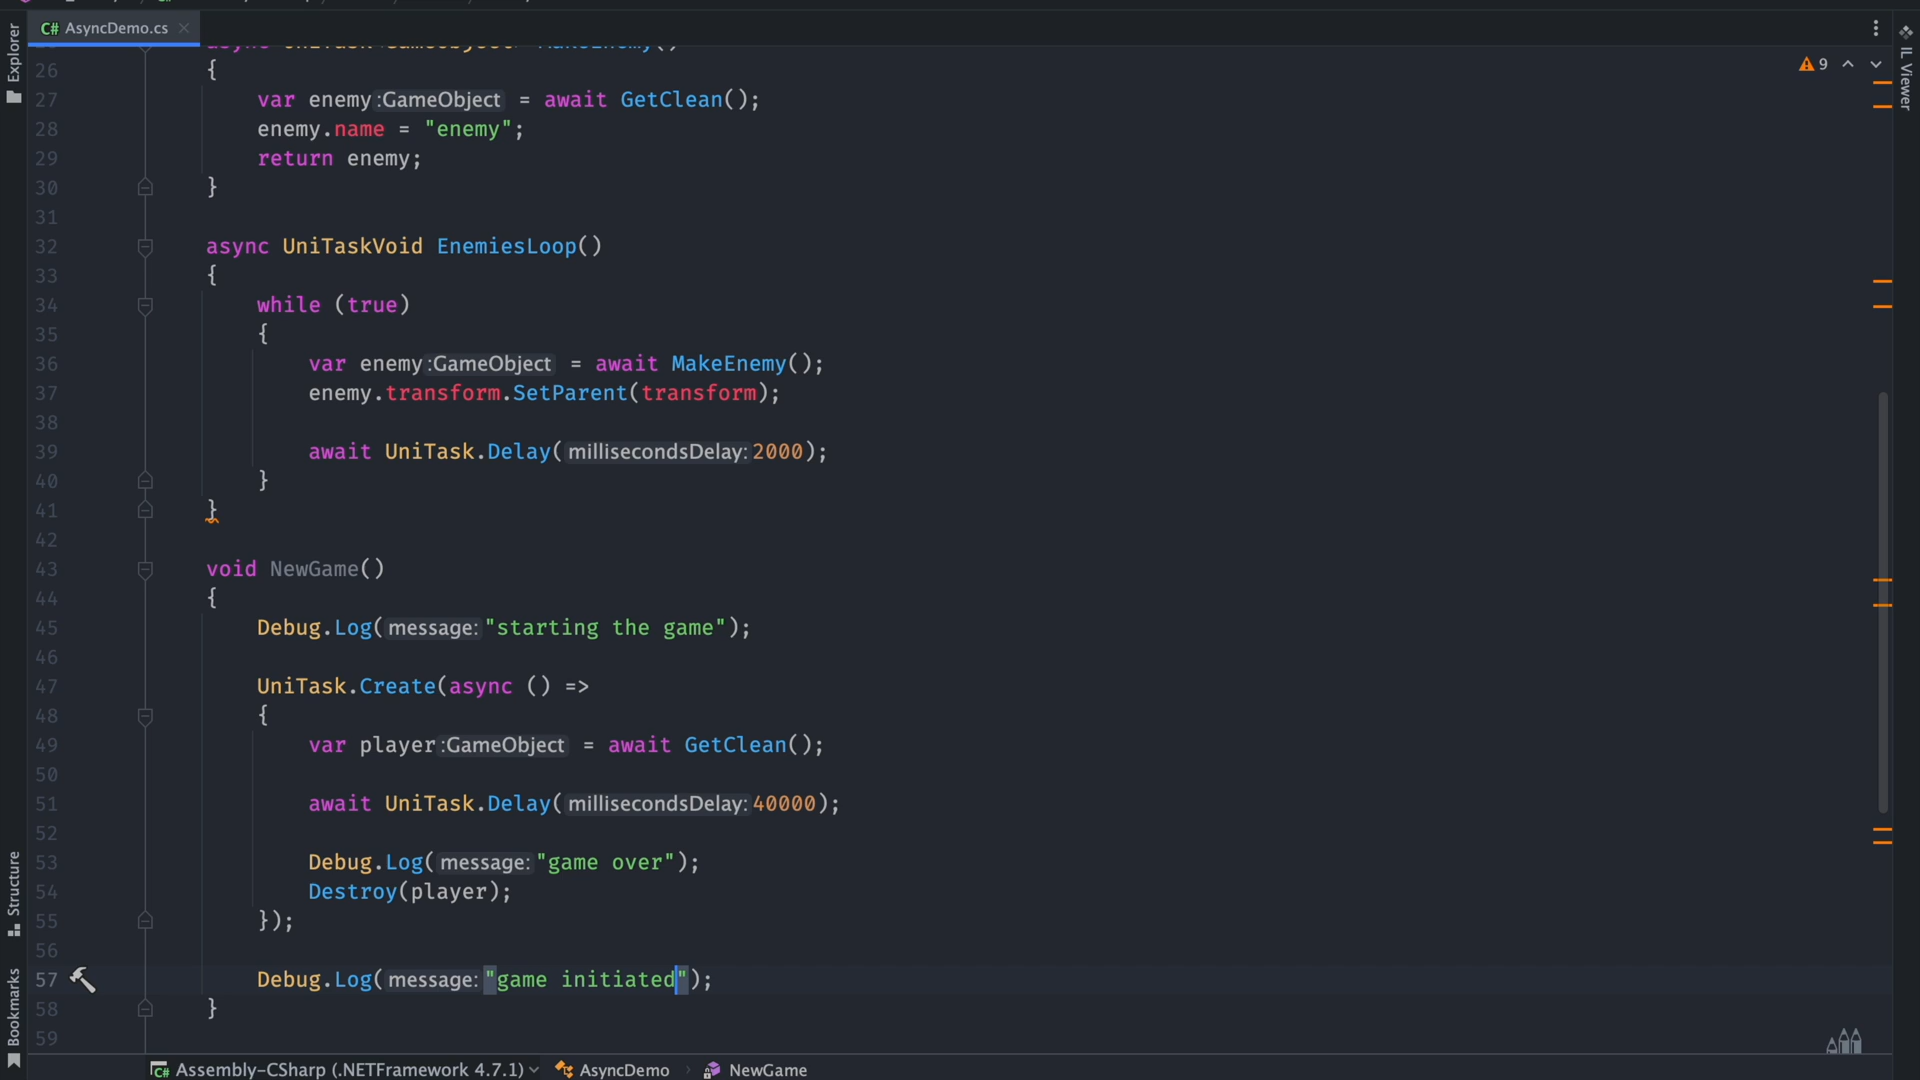 AsyncDemo.cs
Explorer
IL Viewer
9
async UniTask<GameObject> MakeEnemy()
26 {
27 var enemy :GameObject = await GetClean();
28 enemy.name = "enemy";
29 return enemy;
30 }
31
32 async UniTaskVoid EnemiesLoop()
33 {
34 while (true)
35 {
36 var enemy :GameObject = await MakeEnemy();
37 enemy.transform.SetParent(transform);
38
39 await UniTask.Delay( millisecondsDelay: 2000);
40 }
41 }
42
43 void NewGame()
44 {
45 Debug.Log( message: "starting the game");
46
47 UniTask.Create(async () =>
48 {
49 var player :GameObject = await GetClean();
50
51 await UniTask.Delay( millisecondsDelay: 40000);
52
53 Debug.Log( message: "game over");
54 Destroy(player);
55 });
56
57 Debug.Log( message: "game initiated");
58 }
59
Structure
Bookmarks
Assembly-CSharp (.NETFramework 4.7.1) AsyncDemo NewGame